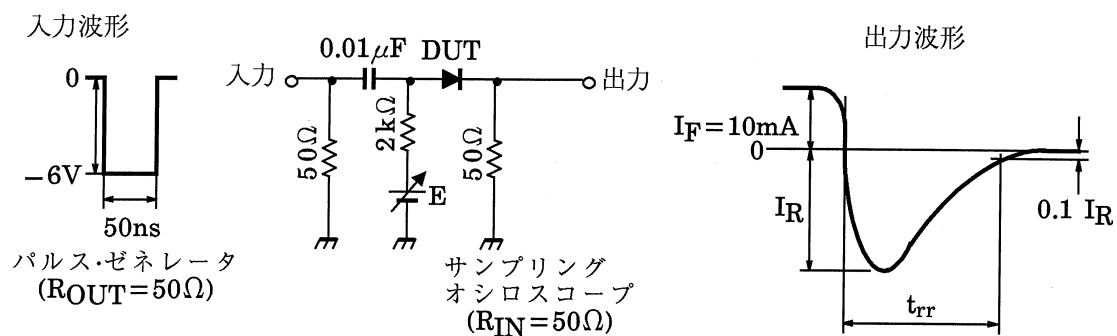 入力波形
0
−6V
50ns
パルス・ゼネレータ
(ROUT=50Ω)
0.01μF
DUT
入力
出力
50Ω
2kΩ
E
50Ω
サンプリング
オシロスコープ
(RIN=50Ω)
出力波形
IF=10mA
0
IR
0.1 IR
trr